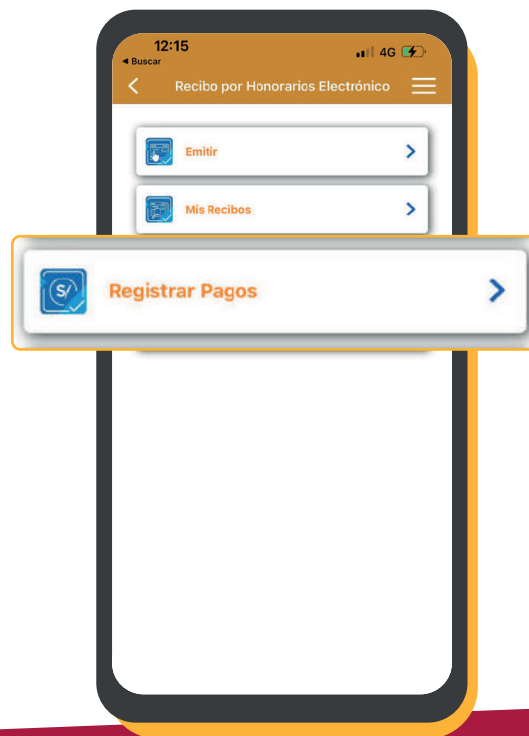 12:15
4G
◄ Buscar
Recibo por Honorarios Electrónico
Emitir
Mis Recibos
S/
Registrar Pagos